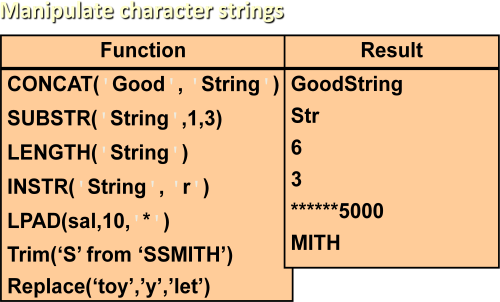 Manipulate character strings
Function Result
CONCAT('Good', 'String') GoodString
SUBSTR('String',1,3) Str
LENGTH('String') 6
INSTR('String', 'r') 3
LPAD(sal,10,'*') ******5000
Trim(‘S’ from ‘SSMITH’) MITH
Replace(‘toy’,’y’,’let’)